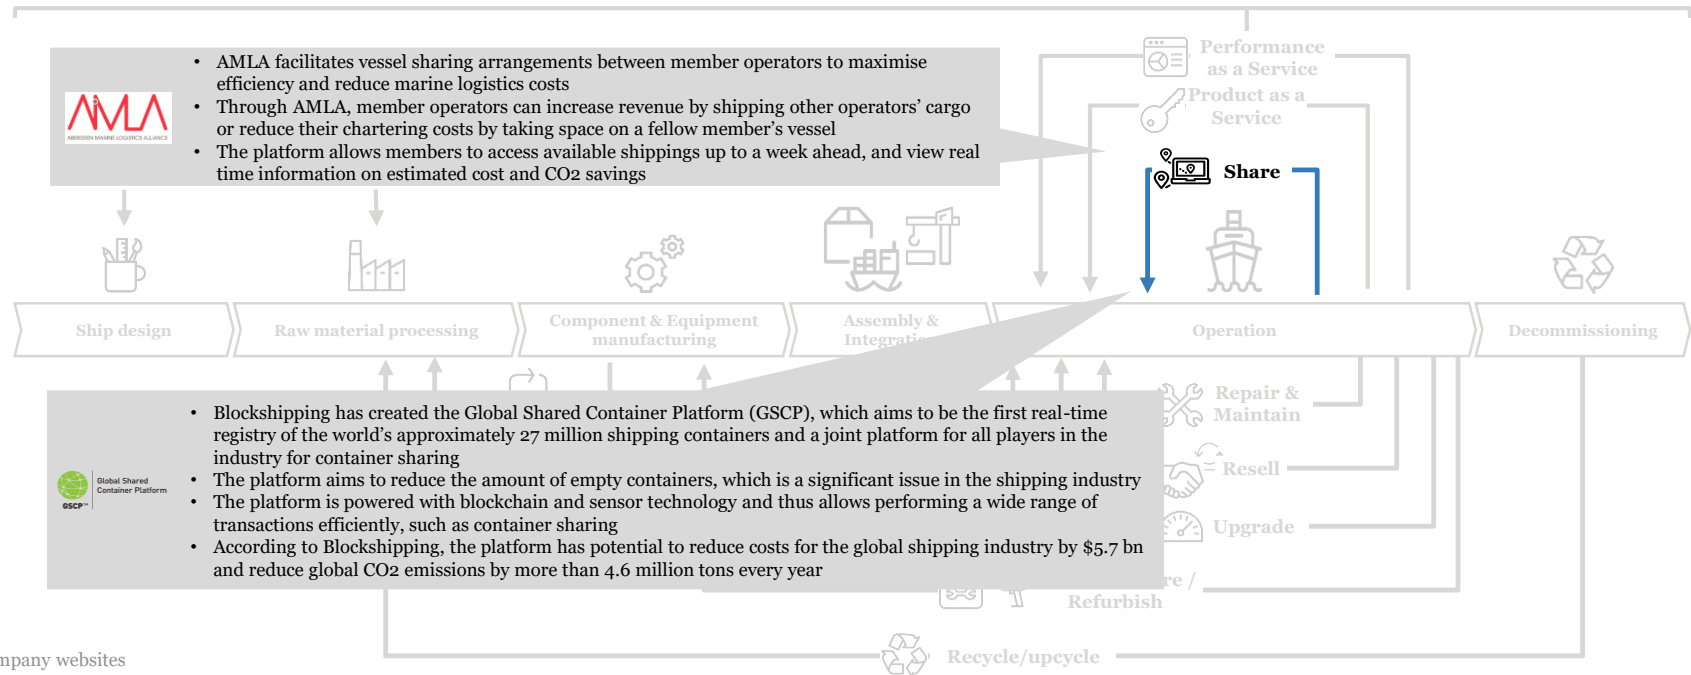 Performance
as a Service
Product as a
Service
Share
• AMLA facilitates vessel sharing arrangements between member operators to maximise
efficiency and reduce marine logistics costs
• Through AMLA, member operators can increase revenue by shipping other operators’ cargo
or reduce their chartering costs by taking space on a fellow member’s vessel
• The platform allows members to access available shippings up to a week ahead, and view real
time information on estimated cost and CO2 savings
AMLA
ABERDEEN MARINE LOGISTICS ALLIANCE
Ship design
Raw material processing
Component & Equipment
manufacturing
Assembly &
Integration
Operation
Decommissioning
• Blockshipping has created the Global Shared Container Platform (GSCP), which aims to be the first real-time
registry of the world’s approximately 27 million shipping containers and a joint platform for all players in the
industry for container sharing
• The platform aims to reduce the amount of empty containers, which is a significant issue in the shipping industry
• The platform is powered with blockchain and sensor technology and thus allows performing a wide range of
transactions efficiently, such as container sharing
• According to Blockshipping, the platform has potential to reduce costs for the global shipping industry by $5.7 bn
and reduce global CO2 emissions by more than 4.6 million tons every year
Global Shared
Container Platform
GSCP™
Repair &
Maintain
Resell
Upgrade
re /
Refurbish
Recycle/upcycle
mpany websites